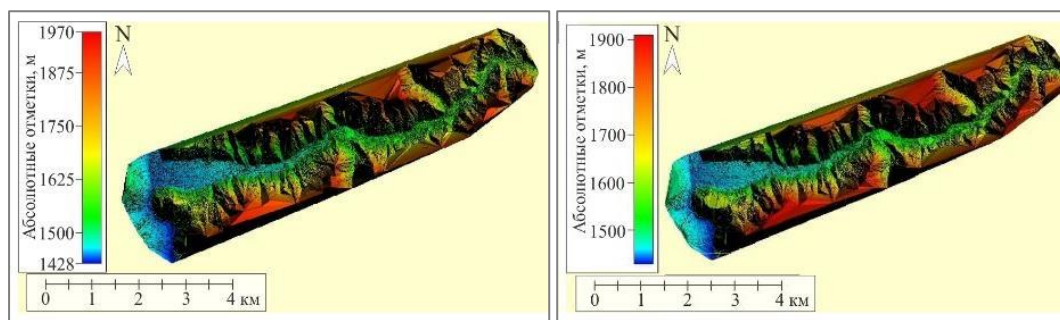 Абсолютные отметки, м
1970
1875
1750
1625
1500
1428
N
0 1 2 3 4 км
Абсолютные отметки, м
1900
1800
1700
1600
1500
N
0 1 2 3 4 км